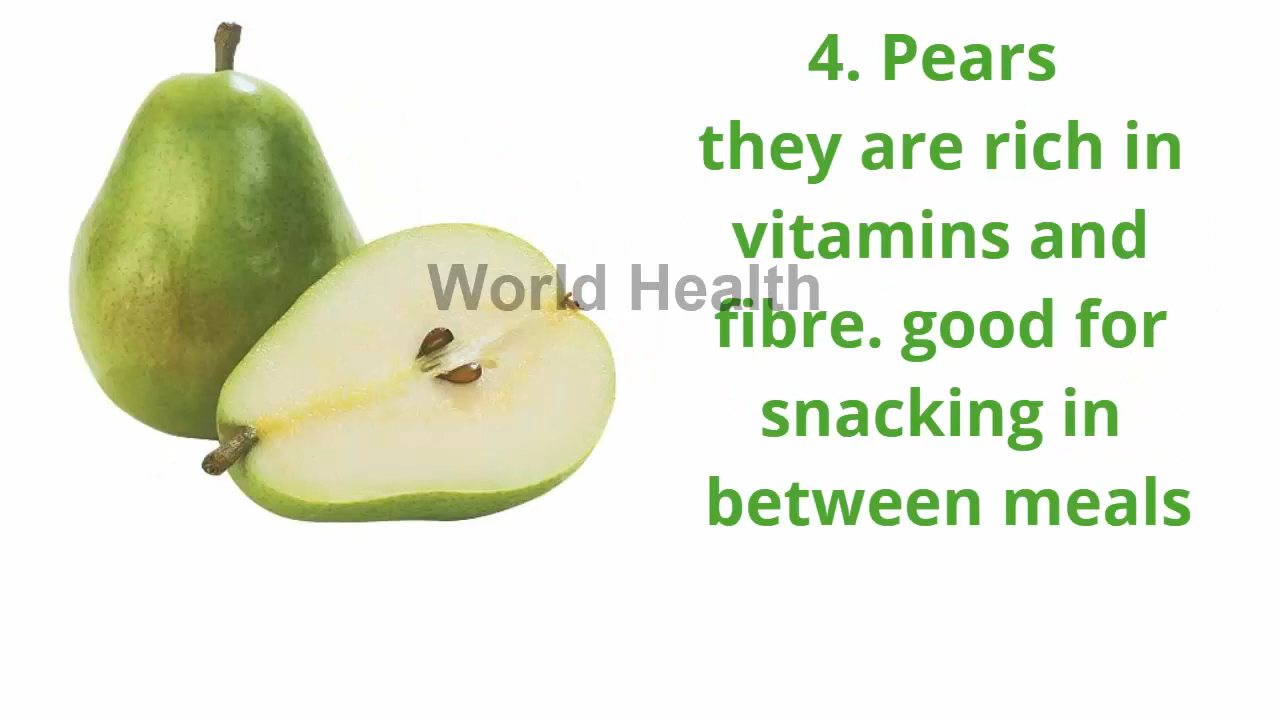 4. Pears
they are rich in
vitamins and
World Health
fibre. good for
snacking in
between meals